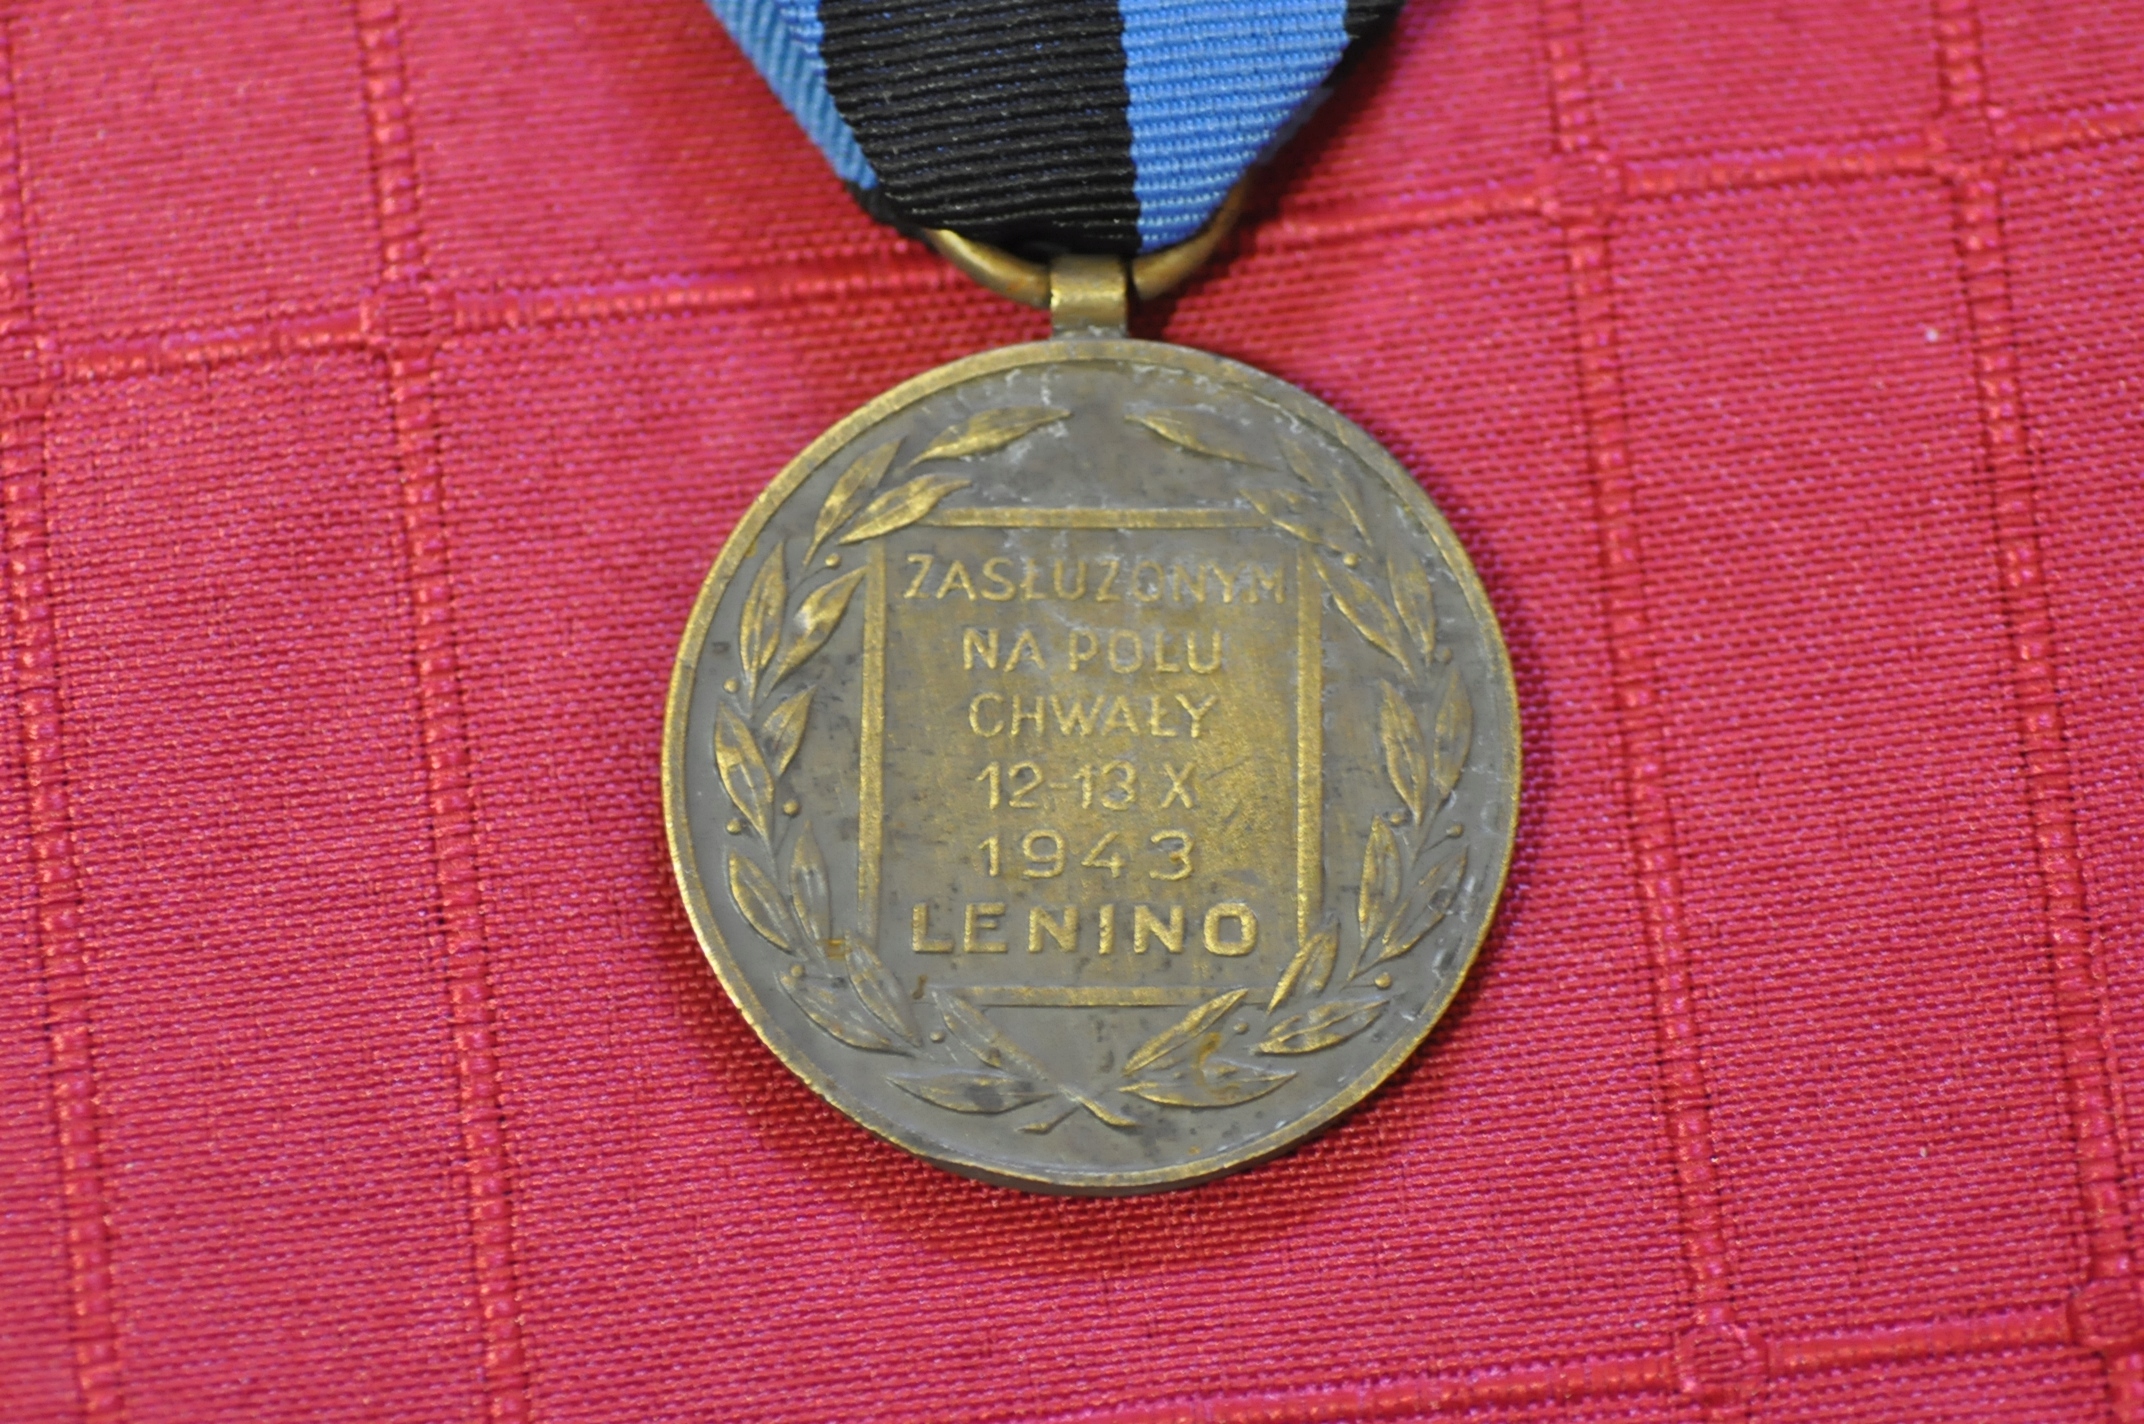 ZASŁUŻONYM
NA POLU
CHWAŁY
12-13 X
1943
LENINO